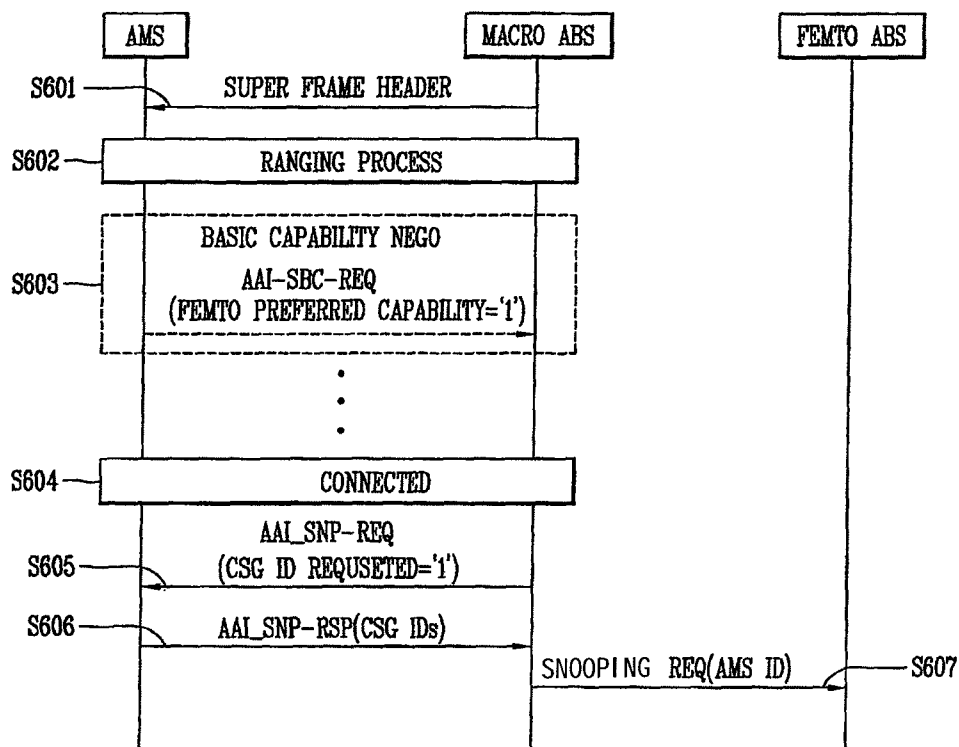 AMS
MACRO ABS
FEMTO ABS
S601
SUPER FRAME HEADER
S602
RANGING PROCESS
S603
BASIC CAPABILITY NEGO
AAI-SBC-REQ
(FEMTO PREFERRED CAPABILITY='1')
S604
CONNECTED
S605
AAI_SNP-REQ
(CSG ID REQUSETED='1')
S606
AAI_SNP-RSP(CSG IDs)
SNOOPING REQ(AMS ID)
S607